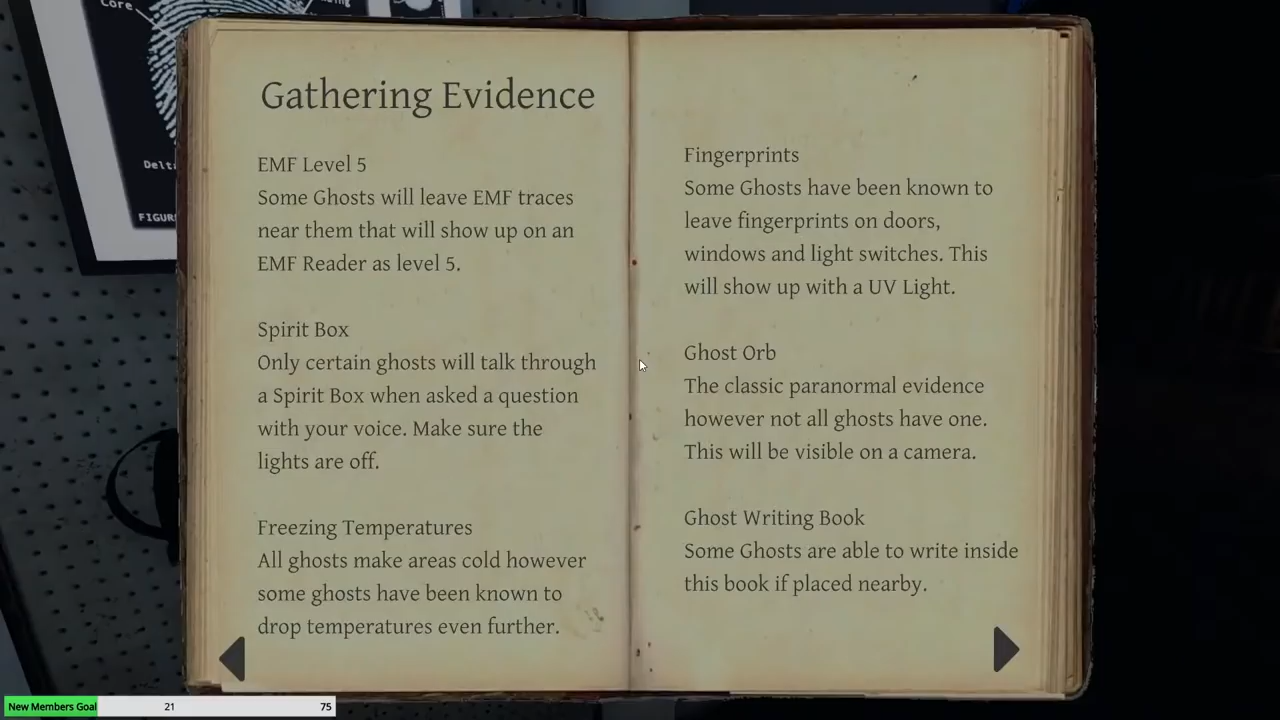 Core
Delt
FIGUR
Gathering Evidence
EMF Level 5
Some Ghosts will leave EMF traces
near them that will show up on an
EMF Reader as level 5.
Spirit Box
Only certain ghosts will talk through
a Spirit Box when asked a question
with your voice. Make sure the
lights are off.
Freezing Temperatures
All ghosts make areas cold however
some ghosts have been known to
drop temperatures even further.
Fingerprints
Some Ghosts have been known to
leave fingerprints on doors,
windows and light switches. This
will show up with a UV Light.
Ghost Orb
The classic paranormal evidence
however not all ghosts have one.
This will be visible on a camera.
Ghost Writing Book
Some Ghosts are able to write inside
this book if placed nearby.
New Members Goal 21 75